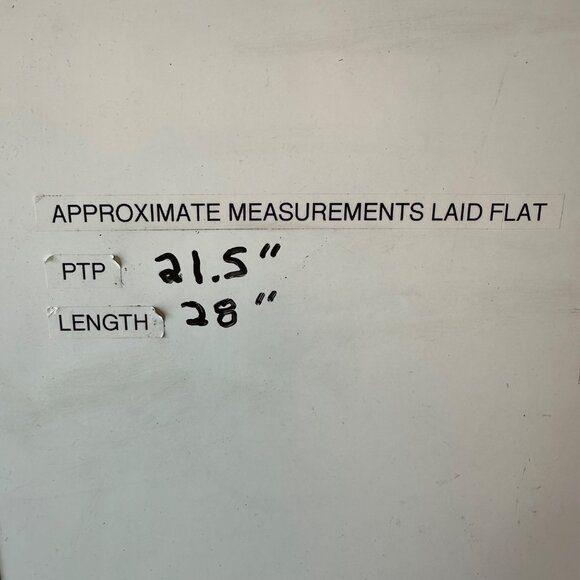 APPROXIMATE MEASUREMENTS LAID FLAT
PTP 21.5"
LENGTH 28"